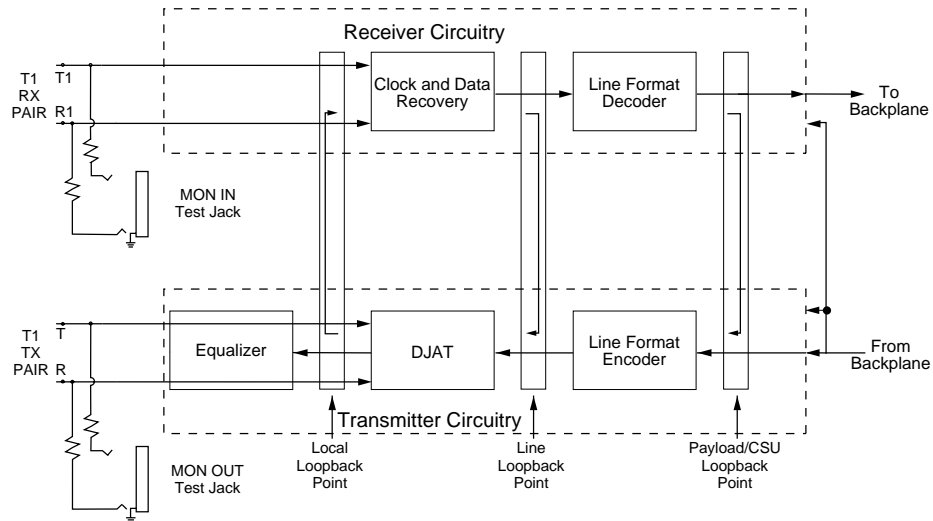 Receiver Circuitry
T1
RX
PAIR
T1
R1
Clock and Data
Recovery
Line Format
Decoder
To
Backplane
MON IN
Test Jack
T1
TX
PAIR
T
R
Equalizer
DJAT
Line Format
Encoder
From
Backplane
Transmitter Circuitry
MON OUT
Test Jack
Local
Loopback
Point
Line
Loopback
Point
Payload/CSU
Loopback
Point